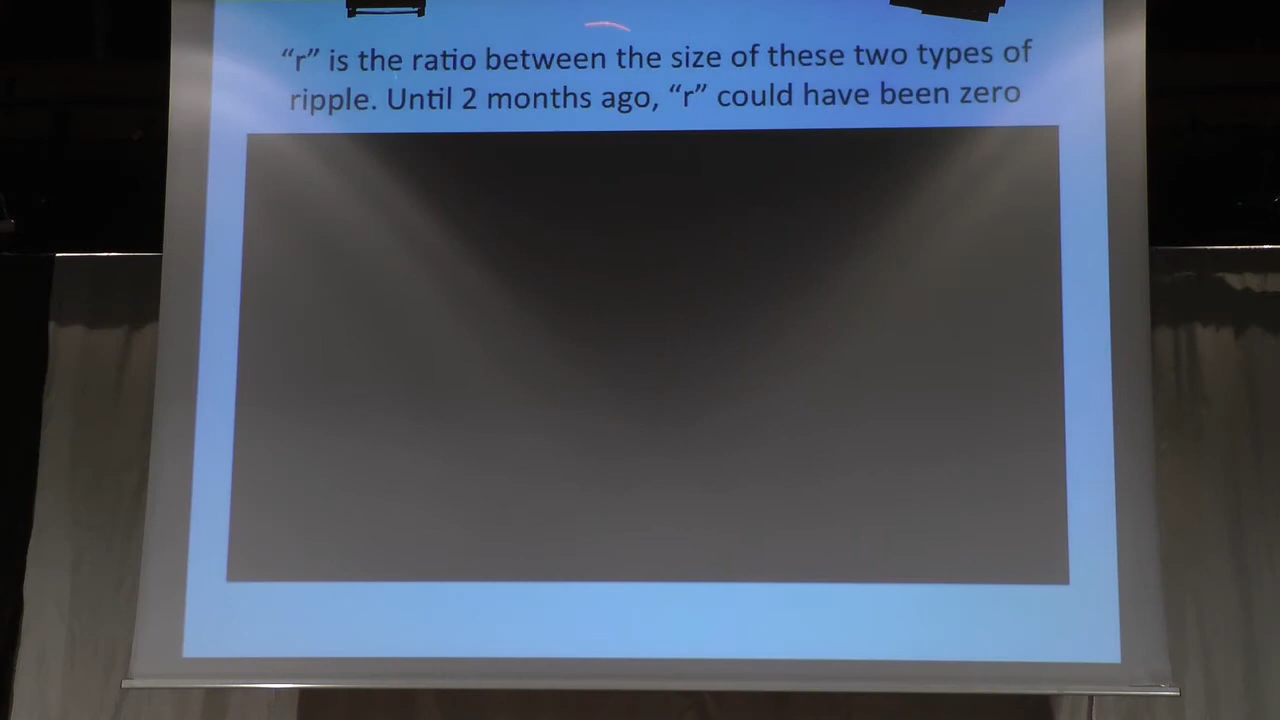 “r” is the ratio between the size of these two types of
ripple. Until 2 months ago, “r” could have been zero